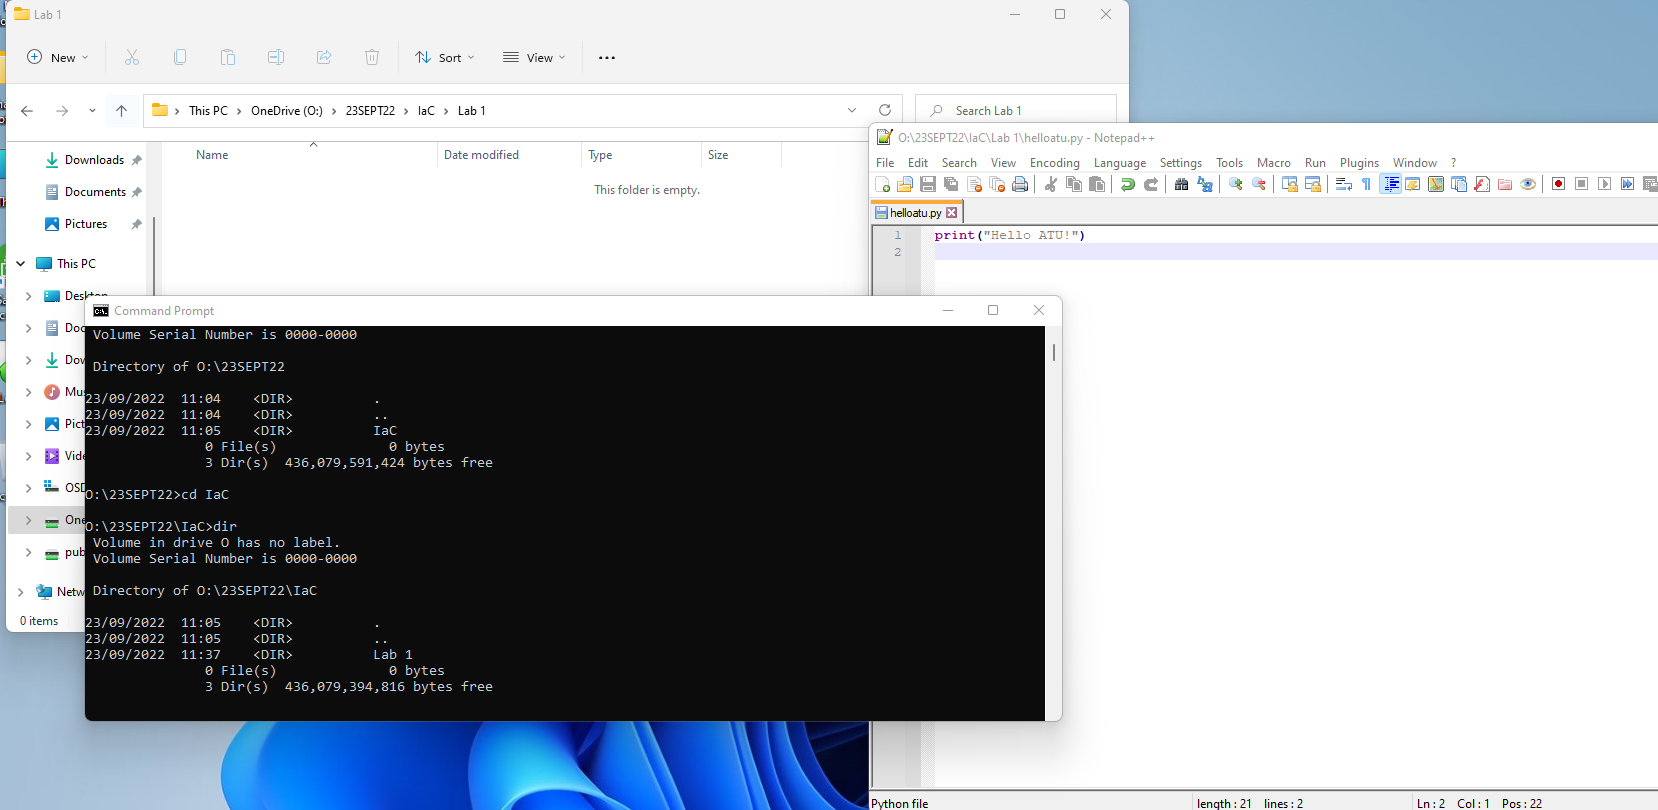 Lab 1
New
Sort
View
This PC > OneDrive (O:) > 23SEPT22 > IaC > Lab 1
Search Lab 1
Name Date modified Type Size
This folder is empty.
Downloads
Documents
Pictures
This PC
Desktop
Doc
Dow
Mus
Pict
Vide
OSD
One
pub
Netw
0 items
O:\23SEPT22\IaC\Lab 1\helloatu.py - Notepad++
File Edit Search View Encoding Language Settings Tools Macro Run Plugins Window ?
helloatu.py
1 print("Hello ATU!")
2
Command Prompt
Volume Serial Number is 0000-0000
Directory of O:\23SEPT22
23/09/2022 11:04 <DIR> .
23/09/2022 11:04 <DIR> ..
23/09/2022 11:05 <DIR> IaC
0 File(s) 0 bytes
3 Dir(s) 436,079,591,424 bytes free
O:\23SEPT22>cd IaC
O:\23SEPT22\IaC>dir
Volume in drive O has no label.
Volume Serial Number is 0000-0000
Directory of O:\23SEPT22\IaC
23/09/2022 11:05 <DIR> .
23/09/2022 11:05 <DIR> ..
23/09/2022 11:37 <DIR> Lab 1
0 File(s) 0 bytes
3 Dir(s) 436,079,394,816 bytes free
Python file length : 21 lines : 2 Ln : 2 Col : 1 Pos : 22